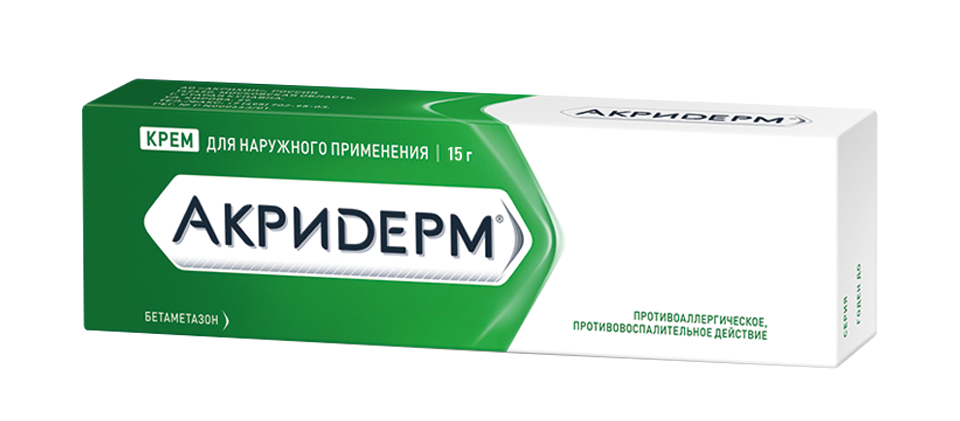 АКРИДЕРМ
КРЕМ ДЛЯ НАРУЖНОГО ПРИМЕНЕНИЯ | 15 г
АКРИДЕРМ®
БЕТАМЕТАЗОН
ПРОТИВОАЛЛЕРГИЧЕСКОЕ,
ПРОТИВОВОСПАЛИТЕЛЬНОЕ ДЕЙСТВИЕ
СЕРИЯ
ГОДЕН ДО